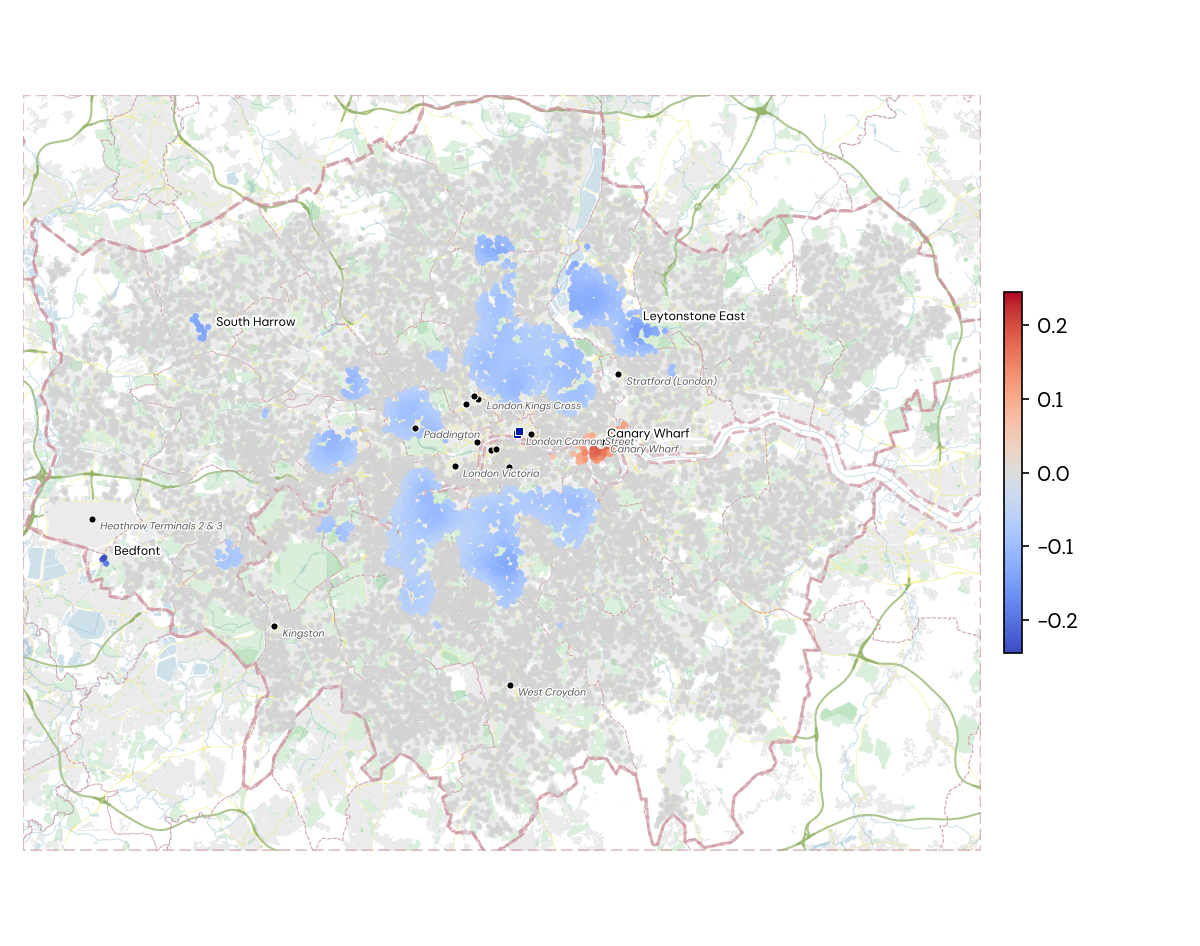 South Harrow
Leytonstone East
Stratford (London)
London Kings Cross
Paddington
Canary Wharf
London Cannon Street
Canary Wharf
London Victoria
Heathrow Terminals 2 & 3
Bedfont
Kingston
West Croydon
0.2
0.1
0.0
−0.1
−0.2